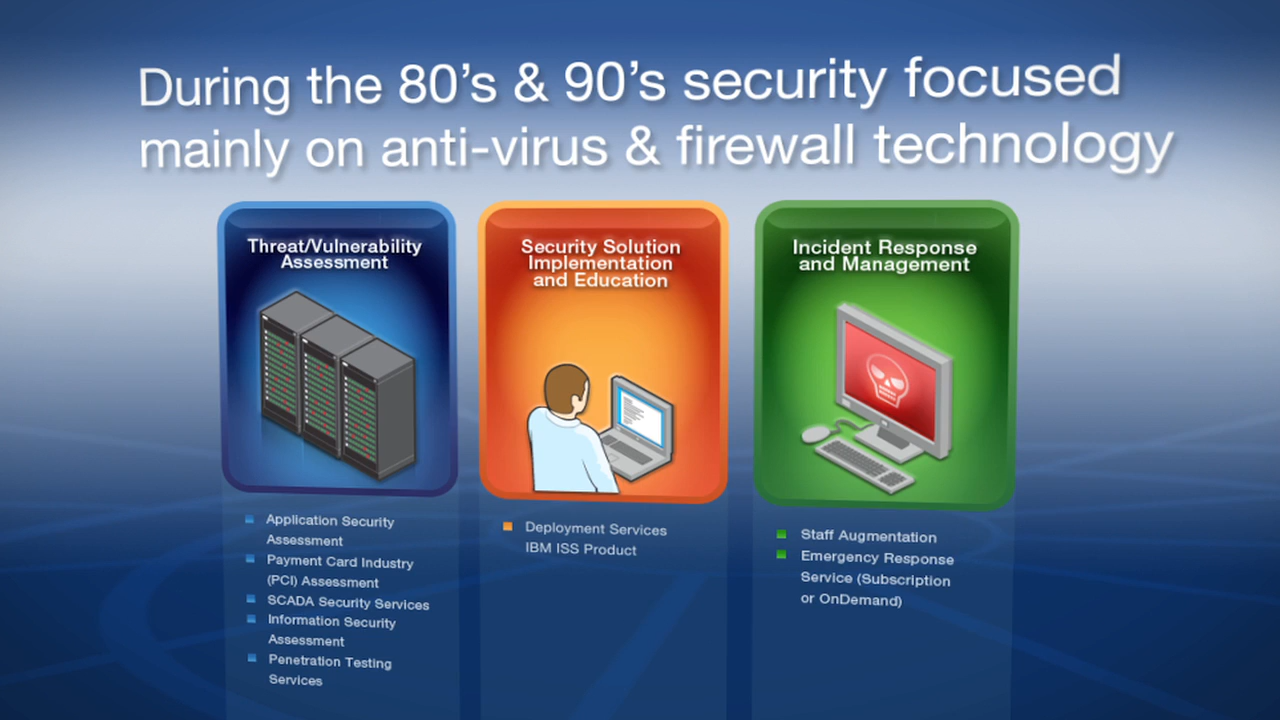 During the 80's & 90's security focused
mainly on anti-virus & firewall technology
Threat/Vulnerability
Assessment
Application Security
Assessment
Payment Card Industry
(PCI) Assessment
SCADA Security Services
Information Security
Assessment
Penetration Testing
Services
Security Solution
Implementation
and Education
Deployment Services
IBM ISS Product
Incident Response
and Management
Staff Augmentation
Emergency Response
Service (Subscription
or OnDemand)